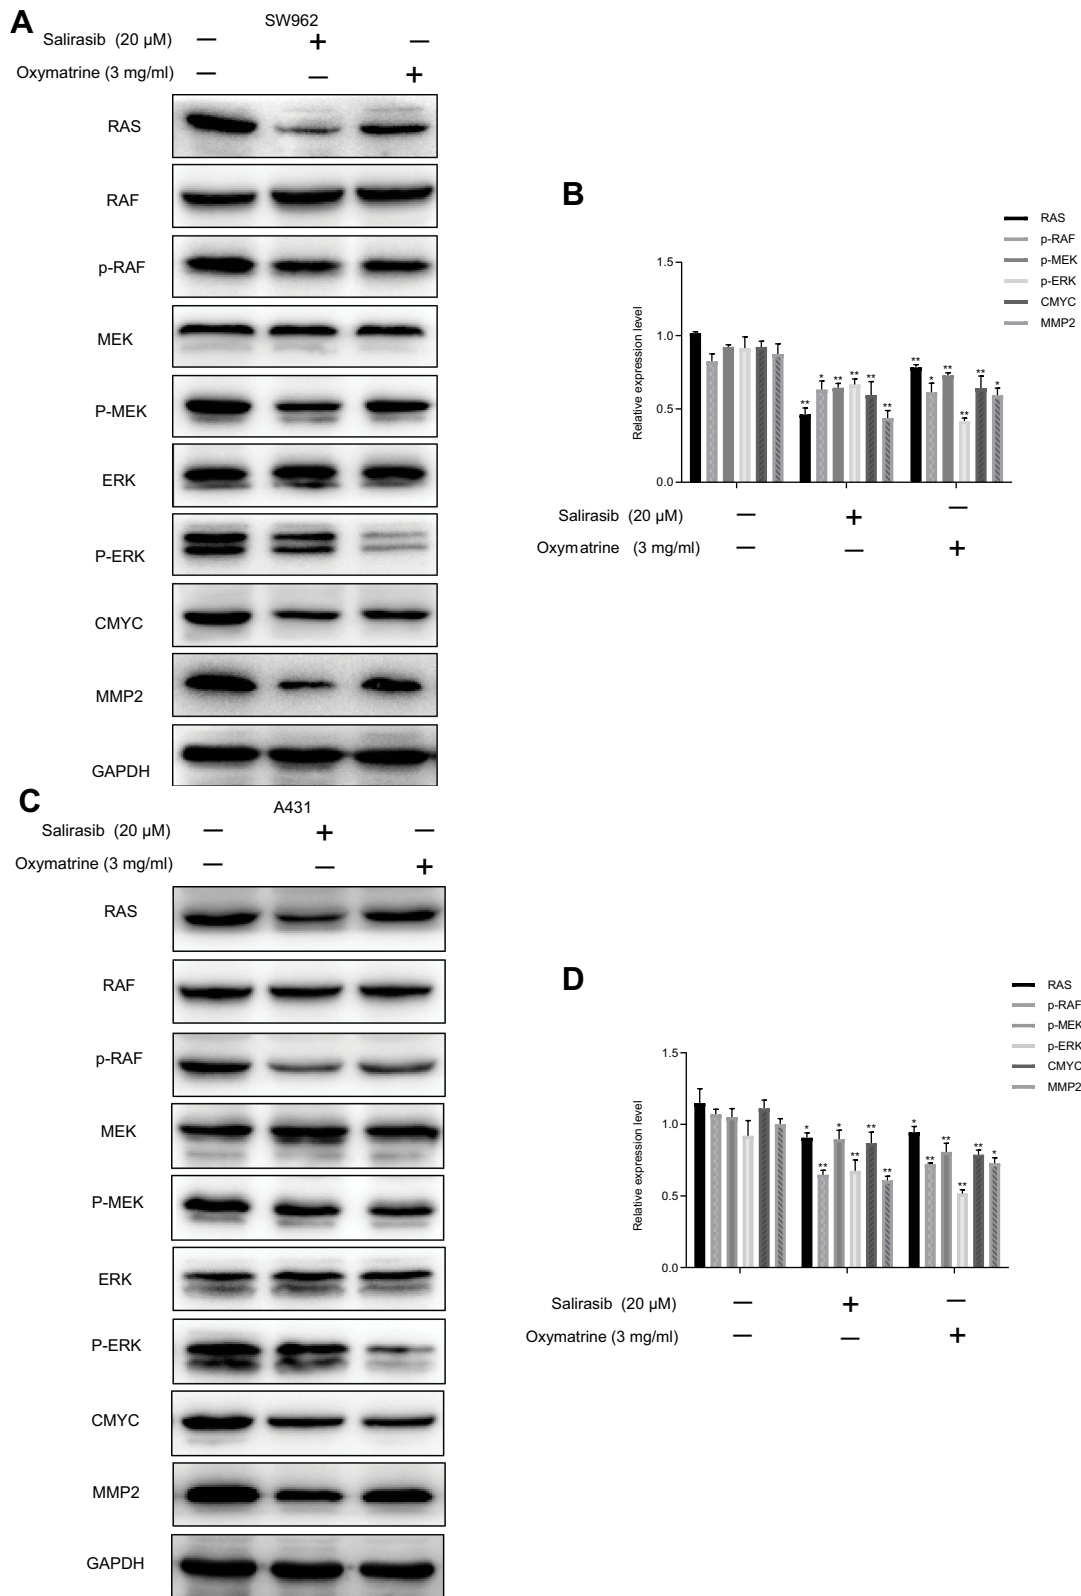 A
SW962
Salirasib (20 µM) — + —
Oxymatrine (3 mg/ml) — — +
RAS
RAF
p-RAF
MEK
P-MEK
ERK
P-ERK
CMYC
MMP2
GAPDH
B
RAS
p-RAF
p-MEK
p-ERK
CMYC
MMP2
Relative expression level
1.5
1.0
0.5
0.0
** * ** ** ** **
** * ** ** ** *
Salirasib (20 µM) — + —
Oxymatrine (3 mg/ml) — — +
C
A431
Salirasib (20 µM) — + —
Oxymatrine (3 mg/ml) — — +
RAS
RAF
p-RAF
MEK
P-MEK
ERK
P-ERK
CMYC
MMP2
GAPDH
D
RAS
p-RAF
p-MEK
p-ERK
CMYC
MMP2
Relative expression level
1.5
1.0
0.5
0.0
* ** * ** ** **
* ** ** ** ** *
Salirasib (20 µM) — + —
Oxymatrine (3 mg/ml) — — +